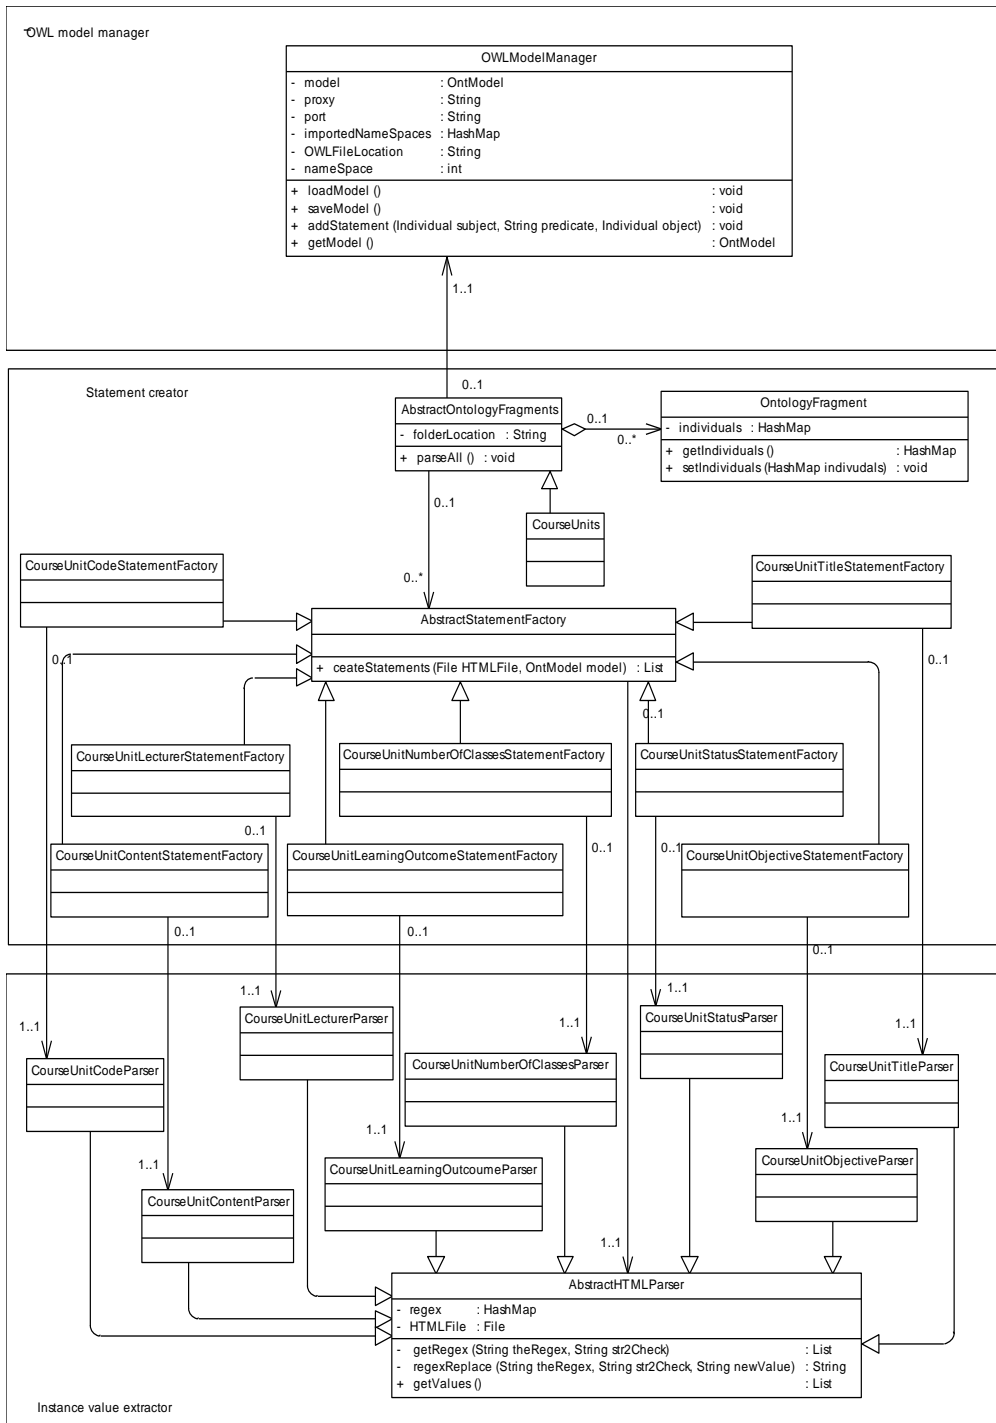 OWL model manager
OWLModelManager
- model : OntModel
- proxy : String
- port : String
- importedNameSpaces : HashMap
- OWLFileLocation : String
- nameSpace : int
+ loadModel () : void
+ saveModel () : void
+ addStatement (Individual subject, String predicate, Individual object) : void
+ getModel () : OntModel
1..1
0..1
Statement creator
AbstractOntologyFragments
- folderLocation : String
+ parseAll () : void
0..1
0..*
OntologyFragment
- individuals : HashMap
+ getIndividuals () : HashMap
+ setIndividuals (HashMap indivudals) : void
0..1
CourseUnits
CourseUnitCodeStatementFactory
CourseUnitTitleStatementFactory
0..*
AbstractStatementFactory
+ ceateStatements (File HTMLFile, OntModel model) : List
0..1
0..1
0..1
CourseUnitLecturerStatementFactory
CourseUnitNumberOfClassesStatementFactory
CourseUnitStatusStatementFactory
0..1
0..1
0..1
CourseUnitContentStatementFactory
CourseUnitLearningOutcomeStatementFactory
CourseUnitObjectiveStatementFactory
0..1
0..1
0..1
1..1
1..1
CourseUnitLecturerParser
CourseUnitStatusParser
1..1
1..1
1..1
CourseUnitCodeParser
CourseUnitNumberOfClassesParser
CourseUnitTitleParser
1..1
1..1
1..1
CourseUnitLearningOutcoumeParser
CourseUnitObjectiveParser
CourseUnitContentParser
1..1
AbstractHTMLParser
- regex : HashMap
- HTMLFile : File
- getRegex (String theRegex, String str2Check) : List
- regexReplace (String theRegex, String str2Check, String newValue) : String
+ getValues () : List
Instance value extractor